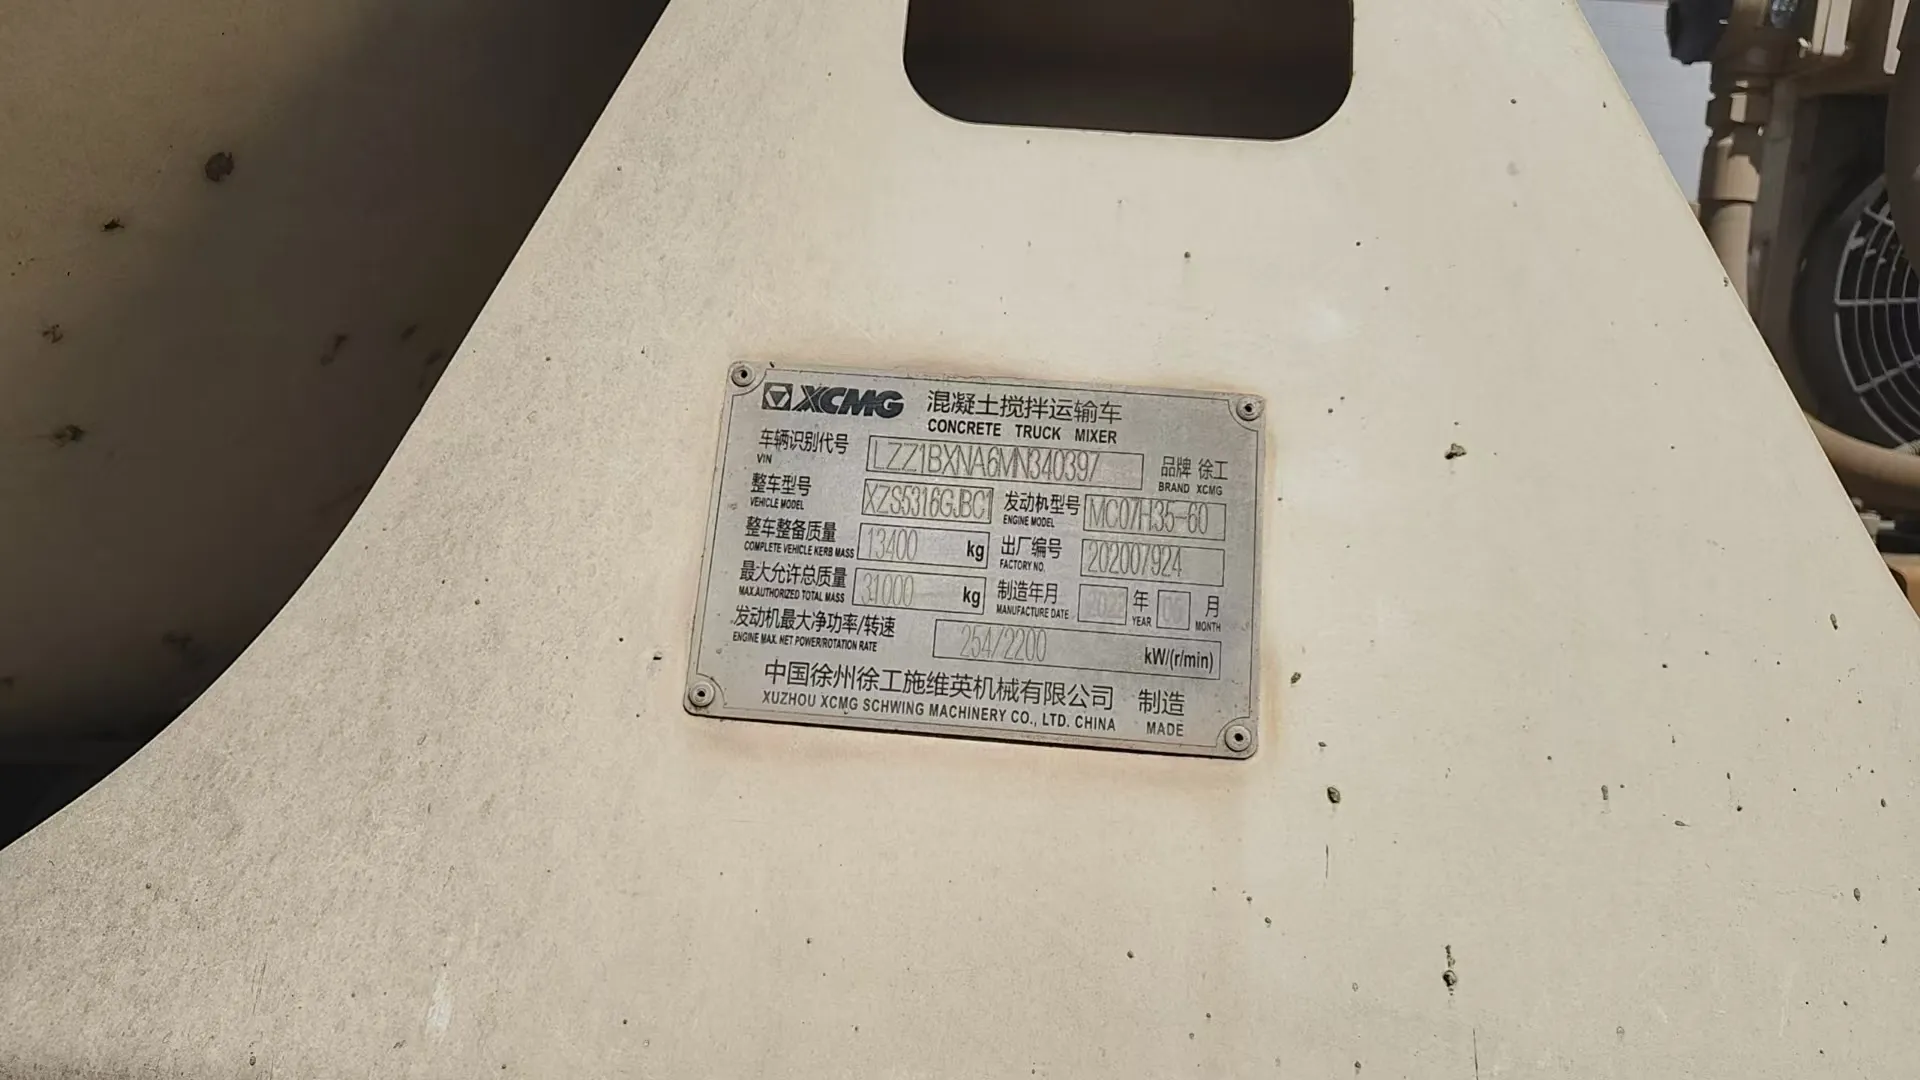 XCMG 混凝土搅拌运输车
CONCRETE TRUCK MIXER
车辆识别代号 LZZ1BXNA6MN340397 品牌 徐工
VIN BRAND XCMG
整车型号 XZS5316GJBC1 发动机型号 MC07H35-60
VEHICLE MODEL ENGINE MODEL
整车整备质量 13400 kg 出厂编号 202007924
COMPLETE VEHICLE KERB MASS FACTORY NO.
最大允许总质量 31000 kg 制造年月 年 月
MAX.AUTHORIZED TOTAL MASS MANUFACTURE DATE YEAR MONTH
发动机最大净功率/转速 254/2200 kW/(r/min)
ENGINE MAX. NET POWER/ROTATION RATE
中国徐州徐工施维英机械有限公司 制造
XUZHOU XCMG SCHWING MACHINERY CO., LTD. CHINA MADE